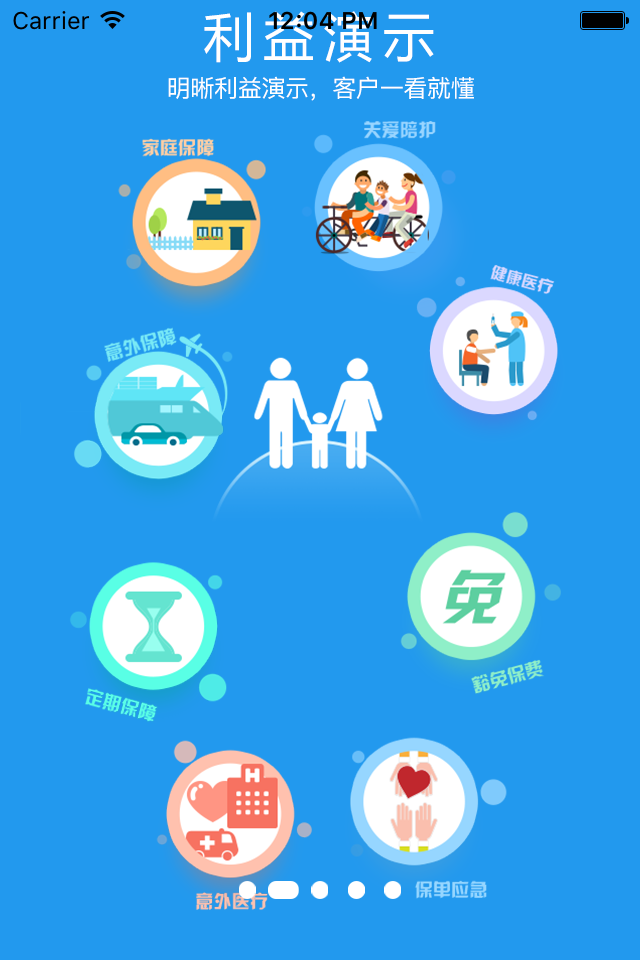 Carrier 12:04 PM
利益演示
明晰利益演示，客户一看就懂
关爱陪护
家庭保障
健康医疗
意外保障
免
豁免保费
定期保障
H
保单应急
意外医疗